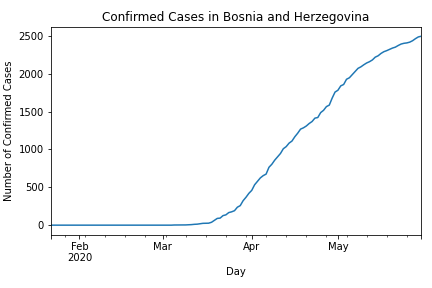 Confirmed Cases in Bosnia and Herzegovina
Number of Confirmed Cases
2500
2000
1500
1000
500
0
Feb
2020
Mar
Apr
May
Day